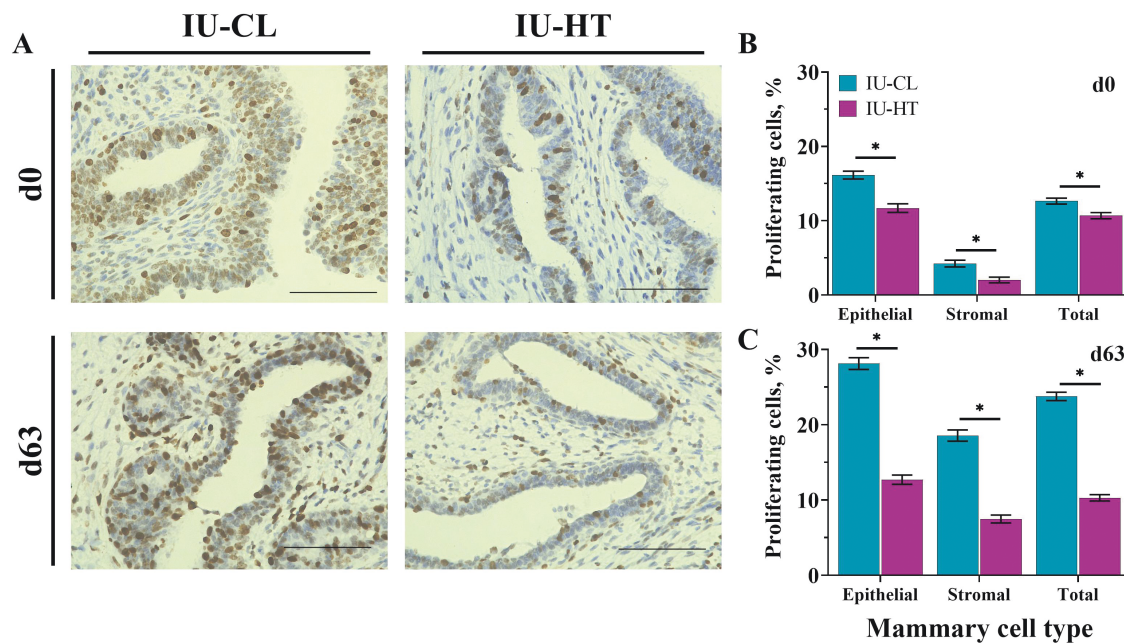 A
IU-CL
IU-HT
d0
d63
B
Proliferating cells, %
30
20
10
0
IU-CL
IU-HT
d0
*
*
*
Epithelial
Stromal
Total
C
Proliferating cells, %
30
20
10
0
d63
*
*
*
Epithelial
Stromal
Total
Mammary cell type